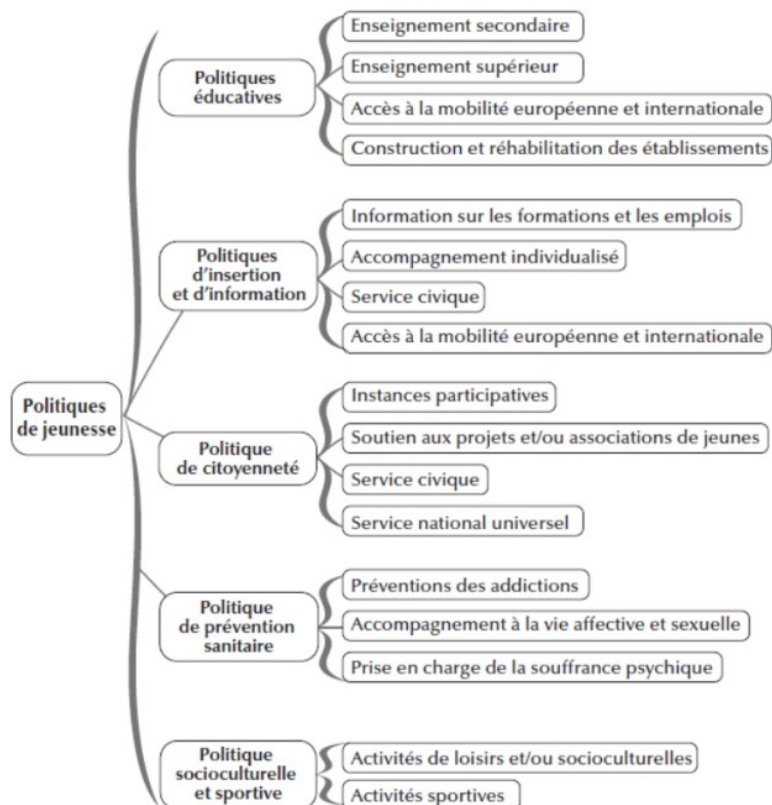 Politiques
de jeunesse
Politiques
éducatives
Enseignement secondaire
Enseignement supérieur
Accès à la mobilité européenne et internationale
Construction et réhabilitation des établissements
Politiques
d'insertion
et d'information
Information sur les formations et les emplois
Accompagnement individualisé
Service civique
Accès à la mobilité européenne et internationale
Politique
de citoyenneté
Instances participatives
Soutien aux projets et/ou associations de jeunes
Service civique
Service national universel
Politique
de prévention
sanitaire
Préventions des addictions
Accompagnement à la vie affective et sexuelle
Prise en charge de la souffrance psychique
Politique
socioculturelle
et sportive
Activités de loisirs et/ou socioculturelles
Activités sportives